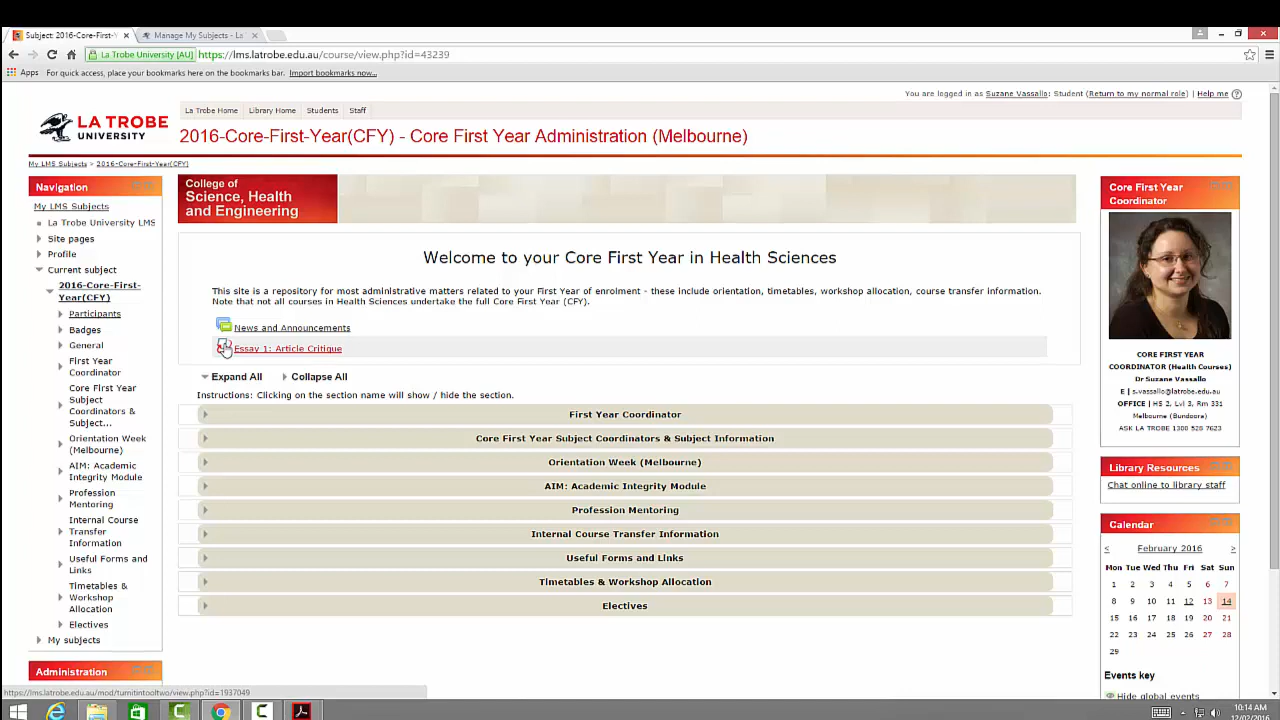 Subject: 2016-Core-First-Y
Manage My Subjects - La
La Trobe University [AU]
https://lms.latrobe.edu.au/course/view.php?id=43239
Apps
For quick access, place your bookmarks here on the bookmarks bar. Import bookmarks now...
You are logged in as Suzane Vassallo: Student (Return to my normal role) | Help me
LA TROBE
UNIVERSITY
La Trobe Home
Library Home
Students
Staff
2016-Core-First-Year(CFY) - Core First Year Administration (Melbourne)
My LMS Subjects > 2016-Core-First-Year(CFY)
Navigation
My LMS Subjects
La Trobe University LMS
Site pages
Profile
Current subject
2016-Core-First-
Year(CFY)
Participants
Badges
General
First Year
Coordinator
Core First Year
Subject
Coordinators &
Subject...
Orientation Week
(Melbourne)
AIM: Academic
Integrity Module
Profession
Mentoring
Internal Course
Transfer
Information
Useful Forms and
Links
Timetables &
Workshop
Allocation
Electives
My subjects
Administration
College of
Science, Health
and Engineering
Welcome to your Core First Year in Health Sciences
This site is a repository for most administrative matters related to your First Year of enrolment - these include orientation, timetables, workshop allocation, course transfer information.
Note that not all courses in Health Sciences undertake the full Core First Year (CFY).
News and Announcements
Essay 1: Article Critique
Expand All
Collapse All
Instructions: Clicking on the section name will show / hide the section.
First Year Coordinator
Core First Year Subject Coordinators & Subject Information
Orientation Week (Melbourne)
AIM: Academic Integrity Module
Profession Mentoring
Internal Course Transfer Information
Useful Forms and Links
Timetables & Workshop Allocation
Electives
Core First Year
Coordinator
CORE FIRST YEAR
COORDINATOR (Health Courses)
Dr Suzane Vassallo
E | s.vassallo@latrobe.edu.au
OFFICE | HS 2, Lvl 3, Rm 331
Melbourne (Bundoora)
ASK LA TROBE 1300 528 7623
Library Resources
Chat online to library staff
Calendar
< February 2016 >
Mon Tue Wed Thu Fri Sat Sun
1 2 3 4 5 6 7
8 9 10 11 12 13 14
15 16 17 18 19 20 21
22 23 24 25 26 27 28
29
Events key
Hide global events
https://lms.latrobe.edu.au/mod/turnitintooltwo/view.php?id=1937049
10:14 AM
12/02/2016